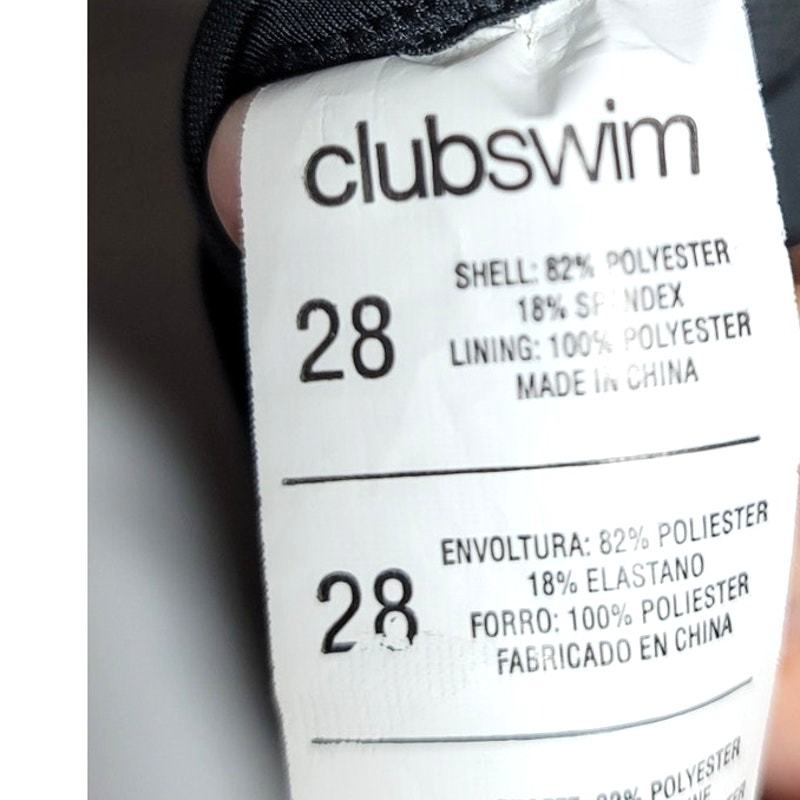 clubswim
28
SHELL: 82% POLYESTER
18% SPANDEX
LINING: 100% POLYESTER
MADE IN CHINA
28
ENVOLTURA: 82% POLIESTER
18% ELASTANO
FORRO: 100% POLIESTER
FABRICADO EN CHINA
POLYESTER